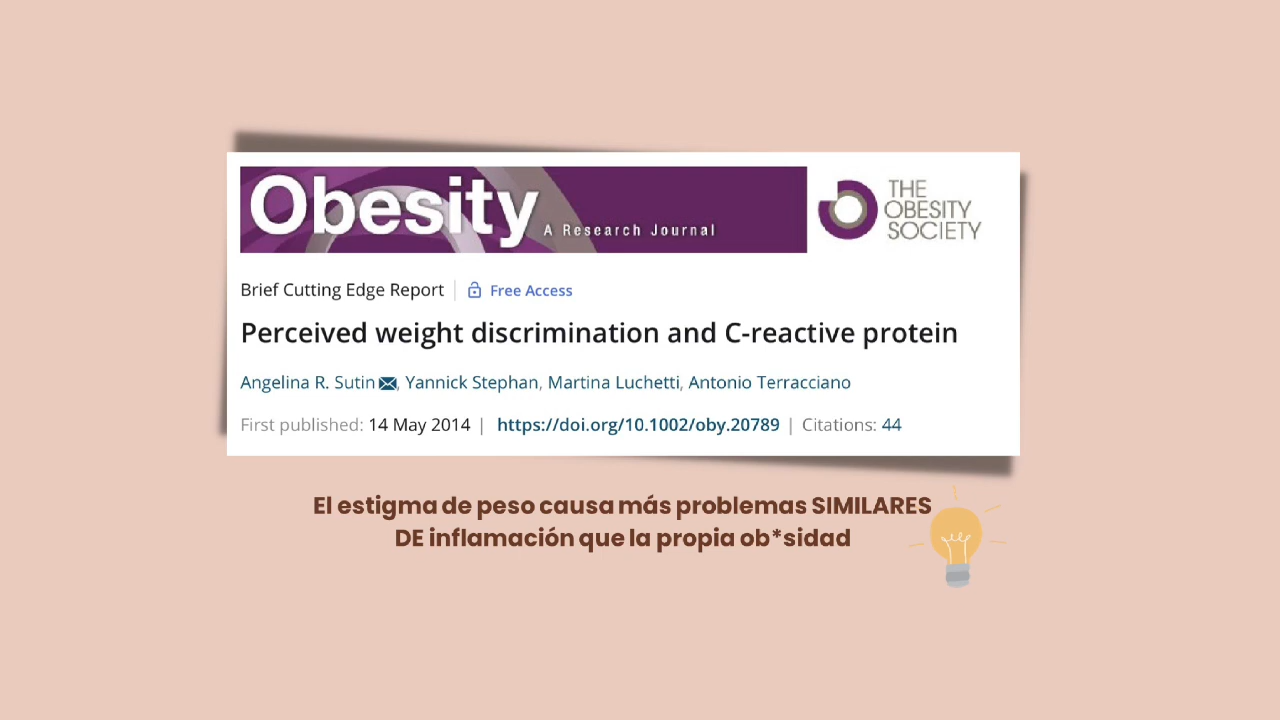 Obesity A Research Journal
THE
OBESITY
SOCIETY
Brief Cutting Edge Report | Free Access
Perceived weight discrimination and C-reactive protein
Angelina R. Sutin, Yannick Stephan, Martina Luchetti, Antonio Terracciano
First published: 14 May 2014 | https://doi.org/10.1002/oby.20789 | Citations: 44
El estigma de peso causa más problemas SIMILARES
DE inflamación que la propia ob*sidad